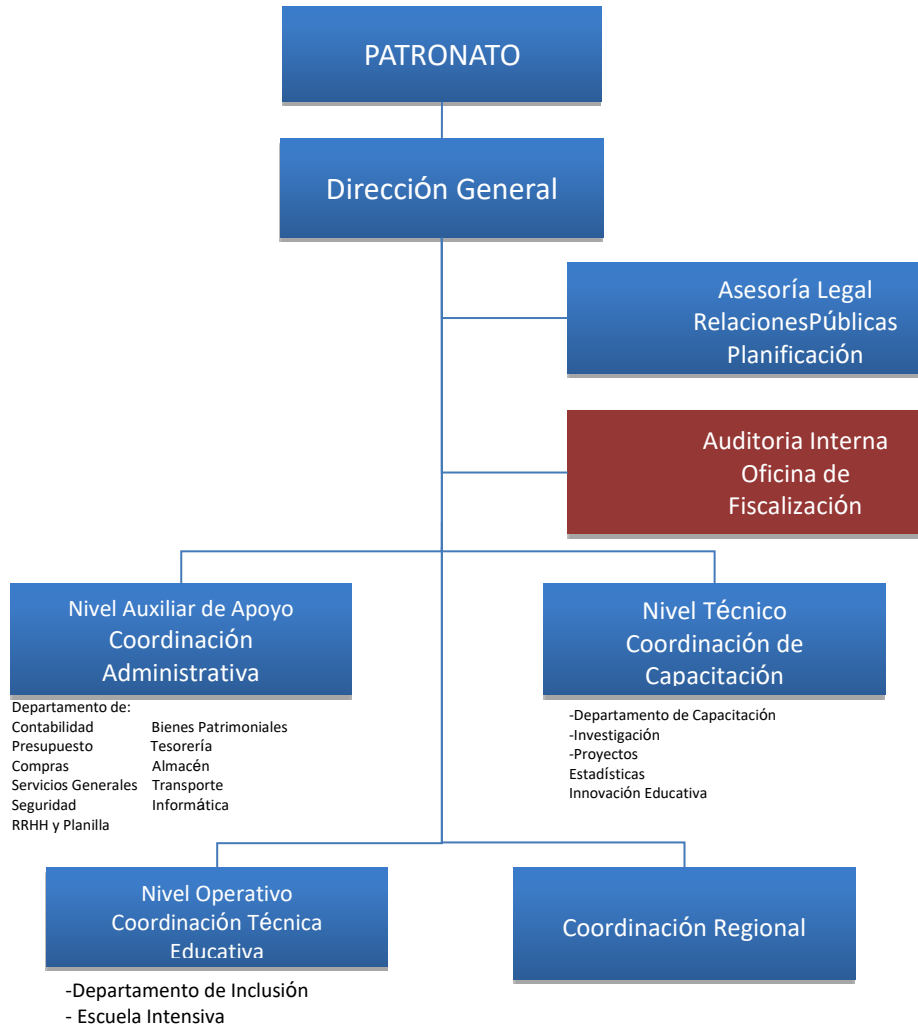 PATRONATO
Dirección General
Asesoría Legal
RelacionesPúblicas
Planificación
Auditoria Interna
Oficina de
Fiscalización
Nivel Auxiliar de Apoyo
Coordinación
Administrativa
Departamento de:
Contabilidad Bienes Patrimoniales
Presupuesto Tesorería
Compras Almacén
Servicios Generales Transporte
Seguridad Informática
RRHH y Planilla
Nivel Técnico
Coordinación de
Capacitación
-Departamento de Capacitación
-Investigación
-Proyectos
Estadísticas
Innovación Educativa
Nivel Operativo
Coordinación Técnica
Educativa
-Departamento de Inclusión
- Escuela Intensiva
Coordinación Regional